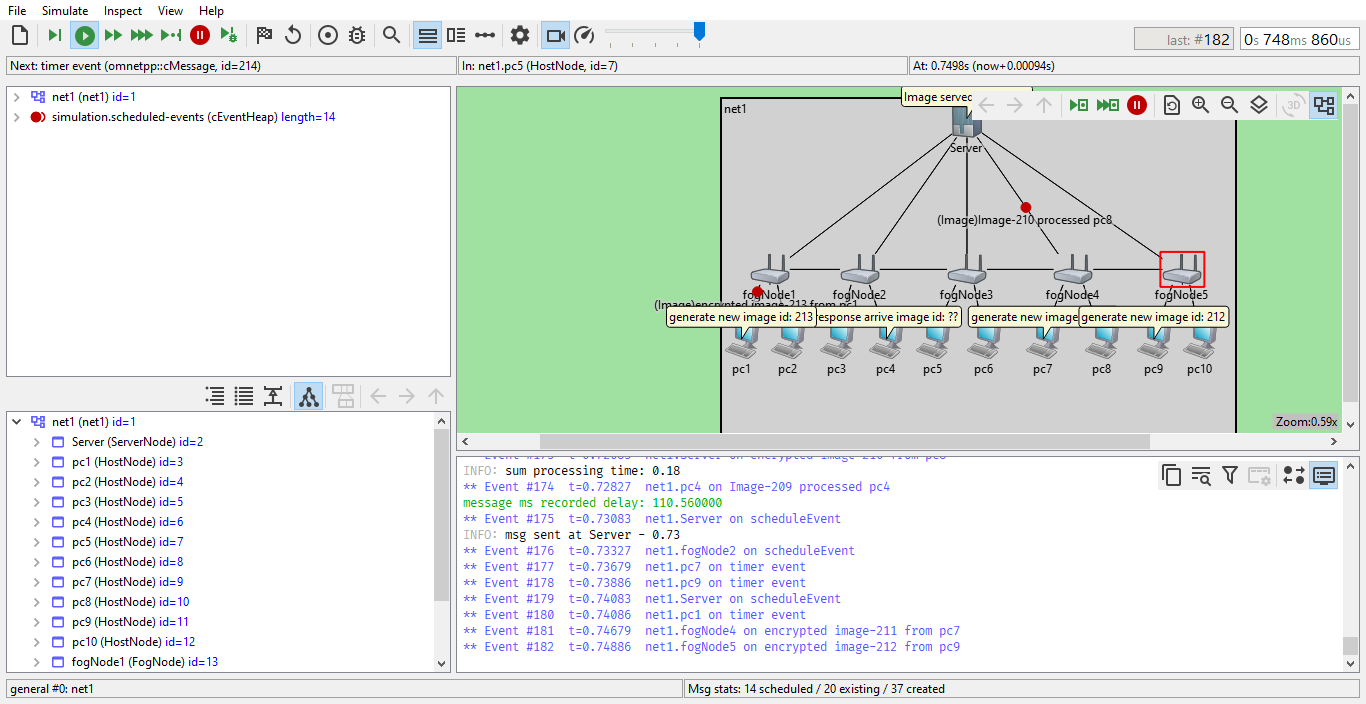 File Simulate Inspect View Help
last: #182 0s 748ms 860us
Next: timer event (omnetpp::cMessage, id=214) In: net1.pc5 (HostNode, id=7) At: 0.7498s (now+0.00094s)
net1 (net1) id=1
simulation.scheduled-events (cEventHeap) length=14
Image served
3D
net1
Server
(Image)Image-210 processed pc8
fogNode1 fogNode2 fogNode3 fogNode4 fogNode5
(Image)encrypted image-213 from pc1
generate new image id: 213 response arrive image id: ?? generate new image generate new image id: 212
pc1 pc2 pc3 pc4 pc5 pc6 pc7 pc8 pc9 pc10
Zoom:0.59x
net1 (net1) id=1
Server (ServerNode) id=2
pc1 (HostNode) id=3
pc2 (HostNode) id=4
pc3 (HostNode) id=5
pc4 (HostNode) id=6
pc5 (HostNode) id=7
pc6 (HostNode) id=8
pc7 (HostNode) id=9
pc8 (HostNode) id=10
pc9 (HostNode) id=11
pc10 (HostNode) id=12
fogNode1 (FogNode) id=13
INFO: sum processing time: 0.18
** Event #174 t=0.72827 net1.pc4 on Image-209 processed pc4
message ms recorded delay: 110.560000
** Event #175 t=0.73083 net1.Server on scheduleEvent
INFO: msg sent at Server - 0.73
** Event #176 t=0.73327 net1.fogNode2 on scheduleEvent
** Event #177 t=0.73679 net1.pc7 on timer event
** Event #178 t=0.73886 net1.pc9 on timer event
** Event #179 t=0.74083 net1.Server on scheduleEvent
** Event #180 t=0.74086 net1.pc1 on timer event
** Event #181 t=0.74679 net1.fogNode4 on encrypted image-211 from pc7
** Event #182 t=0.74886 net1.fogNode5 on encrypted image-212 from pc9
general #0: net1 Msg stats: 14 scheduled / 20 existing / 37 created